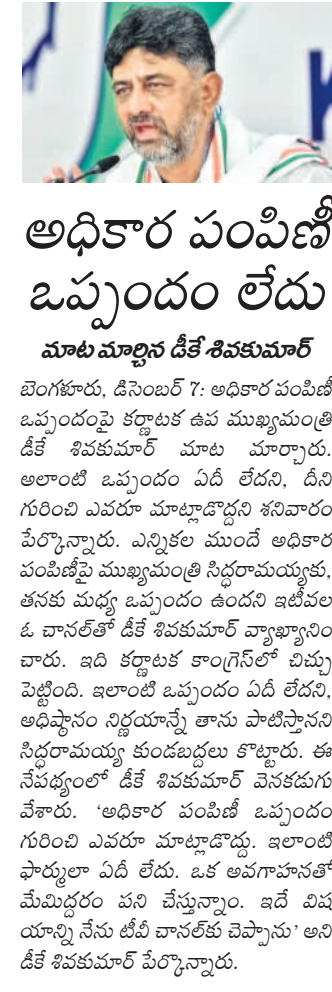 అధికార పంపిణీ
ఒప్పందం లేదు
మాట మార్చిన డీకే శివకుమార్
బెంగళూరు, డిసెంబర్ 7: అధికార పంపిణీ
ఒప్పందంపై కర్ణాటక ఉప ముఖ్యమంత్రి
డీకే శివకుమార్ మాట మార్చారు.
అలాంటి ఒప్పందం ఏదీ లేదని, దీని
గురించి ఎవరూ మాట్లాడొద్దని శనివారం
పేర్కొన్నారు. ఎన్నికల ముందే అధికార
పంపిణీపై ముఖ్యమంత్రి సిద్ధరామయ్యకు,
తనకు మధ్య ఒప్పందం ఉందని ఇటీవల
ఓ చానల్‌తో డీకే శివకుమార్ వ్యాఖ్యానిం
చారు. ఇది కర్ణాటక కాంగ్రెస్‌లో చిచ్చు
పెట్టింది. ఇలాంటి ఒప్పందం ఏదీ లేదని,
అధిష్ఠానం నిర్ణయాన్నే తాను పాటిస్తానని
సిద్ధరామయ్య కుండబద్దలు కొట్టారు. ఈ
నేపథ్యంలో డీకే శివకుమార్ వెనకడుగు
వేశారు. ‘అధికార పంపిణీ ఒప్పందం
గురించి ఎవరూ మాట్లాడొద్దు. ఇలాంటి
ఫార్ములా ఏదీ లేదు. ఒక అవగాహనతో
మేమిద్దరం పని చేస్తున్నాం. ఇదే విష
యాన్ని నేను టీవీ చానల్‌కు చెప్పాను’ అని
డీకే శివకుమార్ పేర్కొన్నారు.